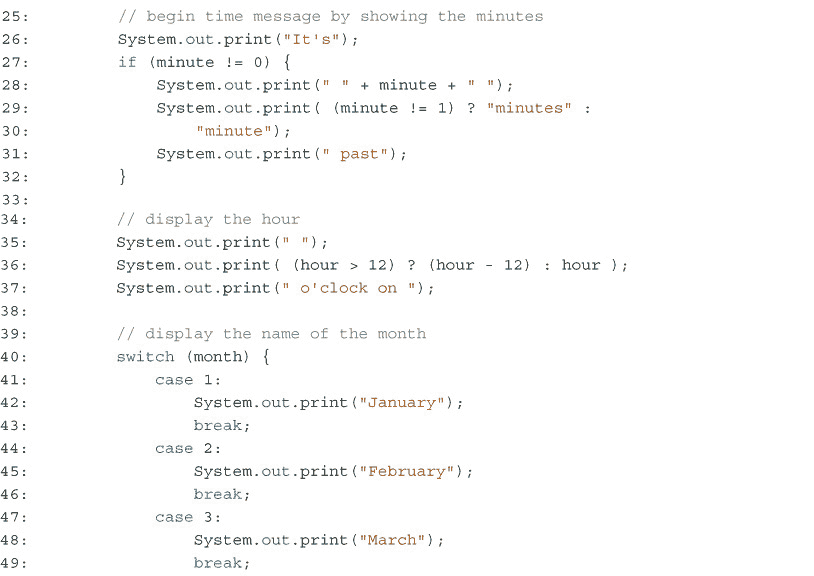 25: // begin time message by showing the minutes
26: System.out.print("It's");
27: if (minute != 0) {
28: System.out.print(" " + minute + " ");
29: System.out.print( (minute != 1) ? "minutes" :
30: "minute");
31: System.out.print(" past");
32: }
33:
34: // display the hour
35: System.out.print(" ");
36: System.out.print( (hour > 12) ? (hour - 12) : hour );
37: System.out.print(" o'clock on ");
38:
39: // display the name of the month
40: switch (month) {
41: case 1:
42: System.out.print("January");
43: break;
44: case 2:
45: System.out.print("February");
46: break;
47: case 3:
48: System.out.print("March");
49: break;